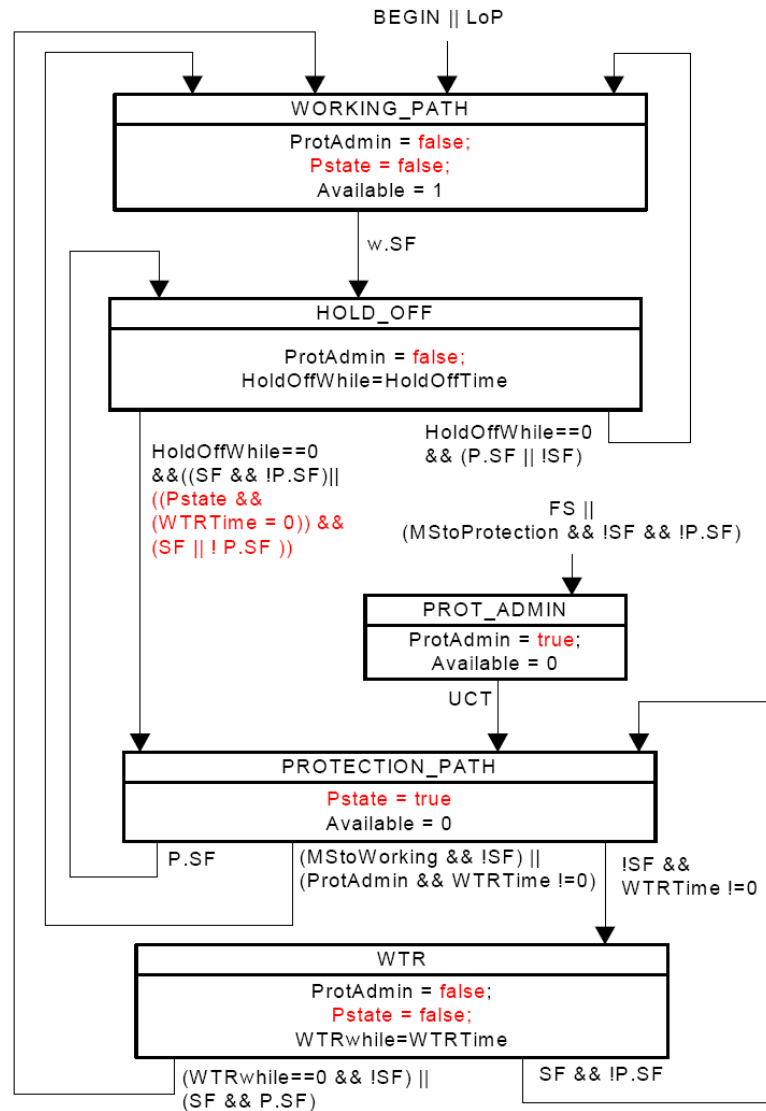 BEGIN || LoP
WORKING_PATH
ProtAdmin = false;
Pstate = false;
Available = 1
w.SF
HOLD_OFF
ProtAdmin = false;
HoldOffWhile=HoldOffTime
HoldOffWhile==0
&&((SF && !P.SF)||
((Pstate &&
(WTRTime = 0)) &&
(SF || ! P.SF ))
HoldOffWhile==0
&& (P.SF || !SF)
FS ||
(MStoProtection && !SF && !P.SF)
PROT_ADMIN
ProtAdmin = true;
Available = 0
UCT
PROTECTION_PATH
Pstate = true
Available = 0
P.SF
(MStoWorking && !SF) ||
(ProtAdmin && WTRTime !=0)
!SF &&
WTRTime !=0
WTR
ProtAdmin = false;
Pstate = false;
WTRwhile=WTRTime
(WTRwhile==0 && !SF) ||
(SF && P.SF)
SF && !P.SF